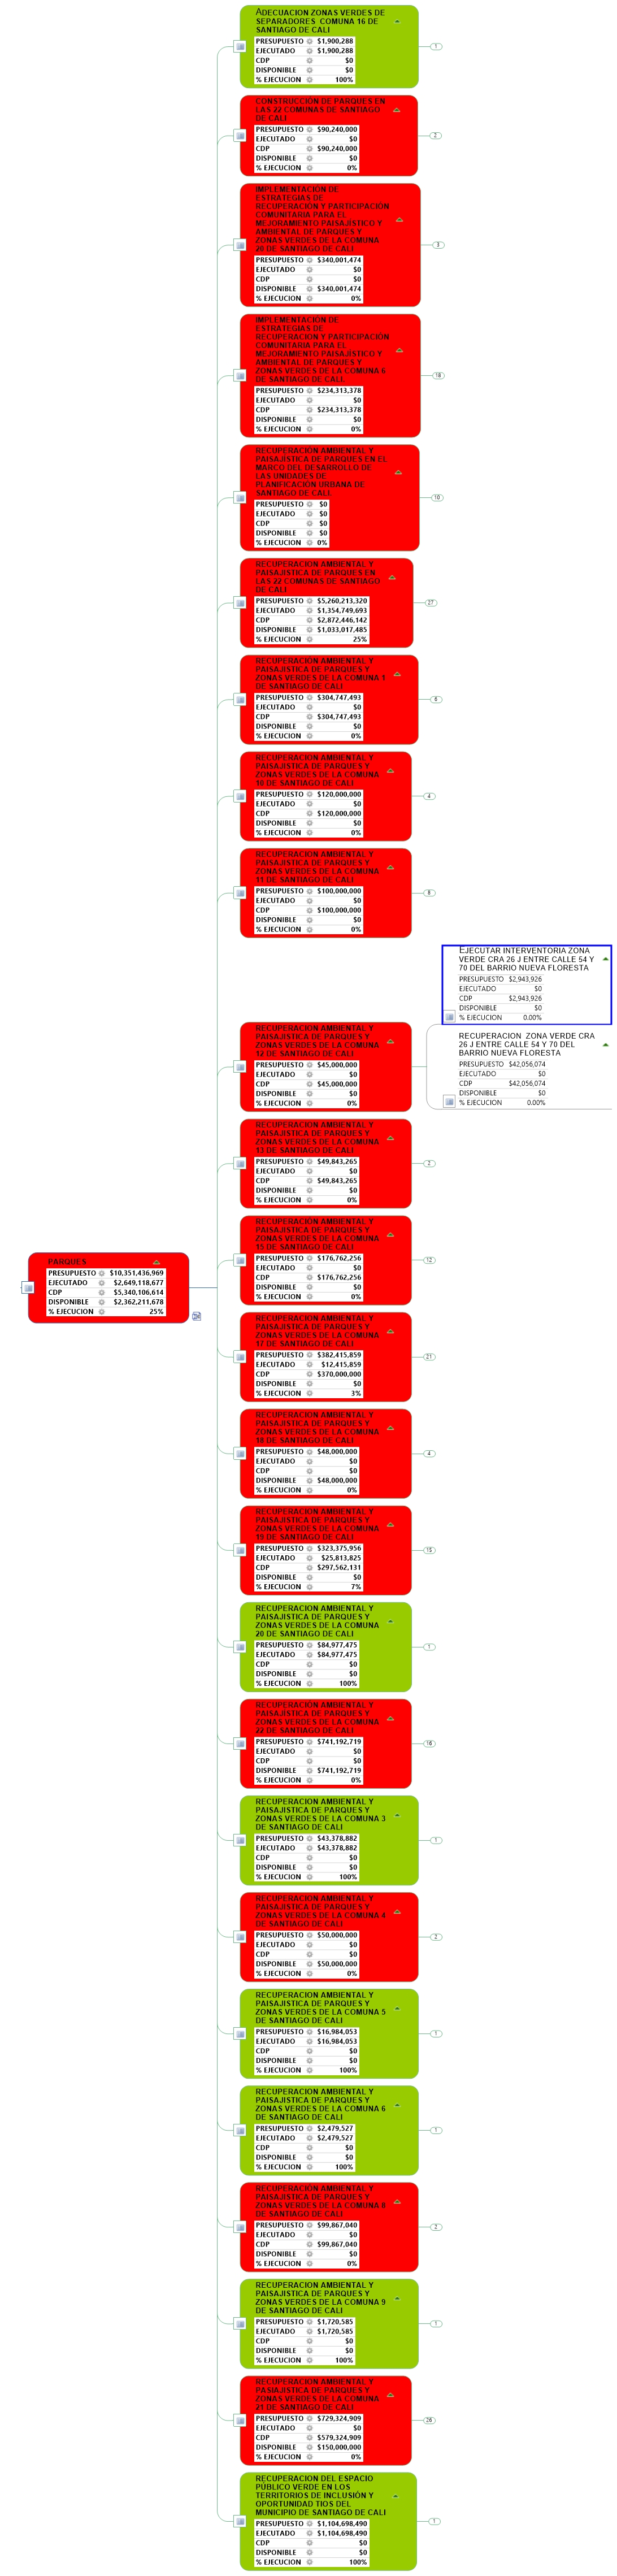 ADECUACION ZONAS VERDES DE
SEPARADORES COMUNA 16 DE
SANTIAGO DE CALI
PRESUPUESTO $1,900,288
EJECUTADO $1,900,288
CDP $0
DISPONIBLE $0
% EJECUCION 100%
1
CONSTRUCCIÓN DE PARQUES EN
LAS 22 COMUNAS DE SANTIAGO
DE CALI
PRESUPUESTO $90,240,000
EJECUTADO $0
CDP $90,240,000
DISPONIBLE $0
% EJECUCION 0%
2
IMPLEMENTACIÓN DE
ESTRATEGIAS DE
RECUPERACION Y PARTICIPACIÓN
COMUNITARIA PARA EL
MEJORAMIENTO PAISAJÍSTICO Y
AMBIENTAL DE PARQUES Y
ZONAS VERDES DE LA COMUNA
20 DE SANTIAGO DE CALI
PRESUPUESTO $340,001,474
EJECUTADO $0
CDP $0
DISPONIBLE $340,001,474
% EJECUCION 0%
3
IMPLEMENTACIÓN DE
ESTRATEGIAS DE
RECUPERACION Y PARTICIPACIÓN
COMUNITARIA PARA EL
MEJORAMIENTO PAISAJÍSTICO Y
AMBIENTAL DE PARQUES Y
ZONAS VERDES DE LA COMUNA 6
DE SANTIAGO DE CALI.
PRESUPUESTO $234,313,378
EJECUTADO $0
CDP $234,313,378
DISPONIBLE $0
% EJECUCION 0%
18
RECUPERACIÓN AMBIENTAL Y
PAISAJÍSTICA DE PARQUES EN EL
MARCO DEL DESARROLLO DE
LAS UNIDADES DE
PLANIFICACIÓN URBANA DE
SANTIAGO DE CALI.
PRESUPUESTO $0
EJECUTADO $0
CDP $0
DISPONIBLE $0
% EJECUCION 0%
10
RECUPERACION AMBIENTAL Y
PAISAJISTICA DE PARQUES EN
LAS 22 COMUNAS DE SANTIAGO
DE CALI
PRESUPUESTO $5,260,213,320
EJECUTADO $1,354,749,693
CDP $2,872,446,142
DISPONIBLE $1,033,017,485
% EJECUCION 25%
27
RECUPERACION AMBIENTAL Y
PAISAJISTICA DE PARQUES Y
ZONAS VERDES DE LA COMUNA 1
DE SANTIAGO DE CALI
PRESUPUESTO $304,747,493
EJECUTADO $0
CDP $304,747,493
DISPONIBLE $0
% EJECUCION 0%
6
RECUPERACION AMBIENTAL Y
PAISAJISTICA DE PARQUES Y
ZONAS VERDES DE LA COMUNA
10 DE SANTIAGO DE CALI
PRESUPUESTO $120,000,000
EJECUTADO $0
CDP $120,000,000
DISPONIBLE $0
% EJECUCION 0%
4
RECUPERACION AMBIENTAL Y
PAISAJISTICA DE PARQUES Y
ZONAS VERDES DE LA COMUNA
11 DE SANTIAGO DE CALI
PRESUPUESTO $100,000,000
EJECUTADO $0
CDP $100,000,000
DISPONIBLE $0
% EJECUCION 0%
8
RECUPERACION AMBIENTAL Y
PAISAJISTICA DE PARQUES Y
ZONAS VERDES DE LA COMUNA
12 DE SANTIAGO DE CALI
PRESUPUESTO $45,000,000
EJECUTADO $0
CDP $45,000,000
DISPONIBLE $0
% EJECUCION 0%
EJECUTAR INTERVENTORIA ZONA
VERDE CRA 26 J ENTRE CALLE 54 Y
70 DEL BARRIO NUEVA FLORESTA
PRESUPUESTO $2,943,926
EJECUTADO $0
CDP $2,943,926
DISPONIBLE $0
% EJECUCION 0.00%
RECUPERACION ZONA VERDE CRA
26 J ENTRE CALLE 54 Y 70 DEL
BARRIO NUEVA FLORESTA
PRESUPUESTO $42,056,074
EJECUTADO $0
CDP $42,056,074
DISPONIBLE $0
% EJECUCION 0.00%
RECUPERACION AMBIENTAL Y
PAISAJISTICA DE PARQUES Y
ZONAS VERDES DE LA COMUNA
13 DE SANTIAGO DE CALI
PRESUPUESTO $49,843,265
EJECUTADO $0
CDP $49,843,265
DISPONIBLE $0
% EJECUCION 0%
2
RECUPERACION AMBIENTAL Y
PAISAJISTICA DE PARQUES Y
ZONAS VERDES DE LA COMUNA
15 DE SANTIAGO DE CALI
PRESUPUESTO $176,762,256
EJECUTADO $0
CDP $176,762,256
DISPONIBLE $0
% EJECUCION 0%
12
PARQUES
PRESUPUESTO $10,351,436,969
EJECUTADO $2,649,118,677
CDP $5,340,106,614
DISPONIBLE $2,362,211,678
% EJECUCION 25%
RECUPERACION AMBIENTAL Y
PAISAJISTICA DE PARQUES Y
ZONAS VERDES DE LA COMUNA
17 DE SANTIAGO DE CALI
PRESUPUESTO $382,415,859
EJECUTADO $12,415,859
CDP $370,000,000
DISPONIBLE $0
% EJECUCION 3%
21
RECUPERACION AMBIENTAL Y
PAISAJISTICA DE PARQUES Y
ZONAS VERDES DE LA COMUNA
18 DE SANTIAGO DE CALI
PRESUPUESTO $48,000,000
EJECUTADO $0
CDP $0
DISPONIBLE $48,000,000
% EJECUCION 0%
4
RECUPERACION AMBIENTAL Y
PAISAJISTICA DE PARQUES Y
ZONAS VERDES DE LA COMUNA
19 DE SANTIAGO DE CALI
PRESUPUESTO $323,375,956
EJECUTADO $25,813,825
CDP $297,562,131
DISPONIBLE $0
% EJECUCION 7%
15
RECUPERACION AMBIENTAL Y
PAISAJISTICA DE PARQUES Y
ZONAS VERDES DE LA COMUNA
20 DE SANTIAGO DE CALI
PRESUPUESTO $84,977,475
EJECUTADO $84,977,475
CDP $0
DISPONIBLE $0
% EJECUCION 100%
1
RECUPERACION AMBIENTAL Y
PAISAJISTICA DE PARQUES Y
ZONAS VERDES DE LA COMUNA
22 DE SANTIAGO DE CALI
PRESUPUESTO $741,192,719
EJECUTADO $0
CDP $0
DISPONIBLE $741,192,719
% EJECUCION 0%
16
RECUPERACION AMBIENTAL Y
PAISAJISTICA DE PARQUES Y
ZONAS VERDES DE LA COMUNA 3
DE SANTIAGO DE CALI
PRESUPUESTO $43,378,882
EJECUTADO $43,378,882
CDP $0
DISPONIBLE $0
% EJECUCION 100%
1
RECUPERACION AMBIENTAL Y
PAISAJISTICA DE PARQUES Y
ZONAS VERDES DE LA COMUNA 4
DE SANTIAGO DE CALI
PRESUPUESTO $50,000,000
EJECUTADO $0
CDP $0
DISPONIBLE $50,000,000
% EJECUCION 0%
2
RECUPERACION AMBIENTAL Y
PAISAJISTICA DE PARQUES Y
ZONAS VERDES DE LA COMUNA 5
DE SANTIAGO DE CALI
PRESUPUESTO $16,984,053
EJECUTADO $16,984,053
CDP $0
DISPONIBLE $0
% EJECUCION 100%
1
RECUPERACION AMBIENTAL Y
PAISAJISTICA DE PARQUES Y
ZONAS VERDES DE LA COMUNA 6
DE SANTIAGO DE CALI
PRESUPUESTO $2,479,527
EJECUTADO $2,479,527
CDP $0
DISPONIBLE $0
% EJECUCION 100%
1
RECUPERACION AMBIENTAL Y
PAISAJISTICA DE PARQUES Y
ZONAS VERDES DE LA COMUNA 8
DE SANTIAGO DE CALI
PRESUPUESTO $99,867,040
EJECUTADO $0
CDP $99,867,040
DISPONIBLE $0
% EJECUCION 0%
2
RECUPERACION AMBIENTAL Y
PAISAJISTICA DE PARQUES Y
ZONAS VERDES DE LA COMUNA 9
DE SANTIAGO DE CALI
PRESUPUESTO $1,720,585
EJECUTADO $1,720,585
CDP $0
DISPONIBLE $0
% EJECUCION 100%
1
RECUPERACION AMBIENTAL Y
PASIAJISTICA DE PARQUES Y
ZONAS VERDES DE LA COMUNA
21 DE SANTIAGO DE CALI
PRESUPUESTO $729,324,909
EJECUTADO $0
CDP $579,324,909
DISPONIBLE $150,000,000
% EJECUCION 0%
26
RECUPERACION DEL ESPACIO
PÚBLICO VERDE EN LOS
TERRITORIOS DE INCLUSIÓN Y
OPORTUNIDAD TIOS DEL
MUNICIPIO DE SANTIAGO DE CALI
PRESUPUESTO $1,104,698,490
EJECUTADO $1,104,698,490
CDP $0
DISPONIBLE $0
% EJECUCION 100%
1